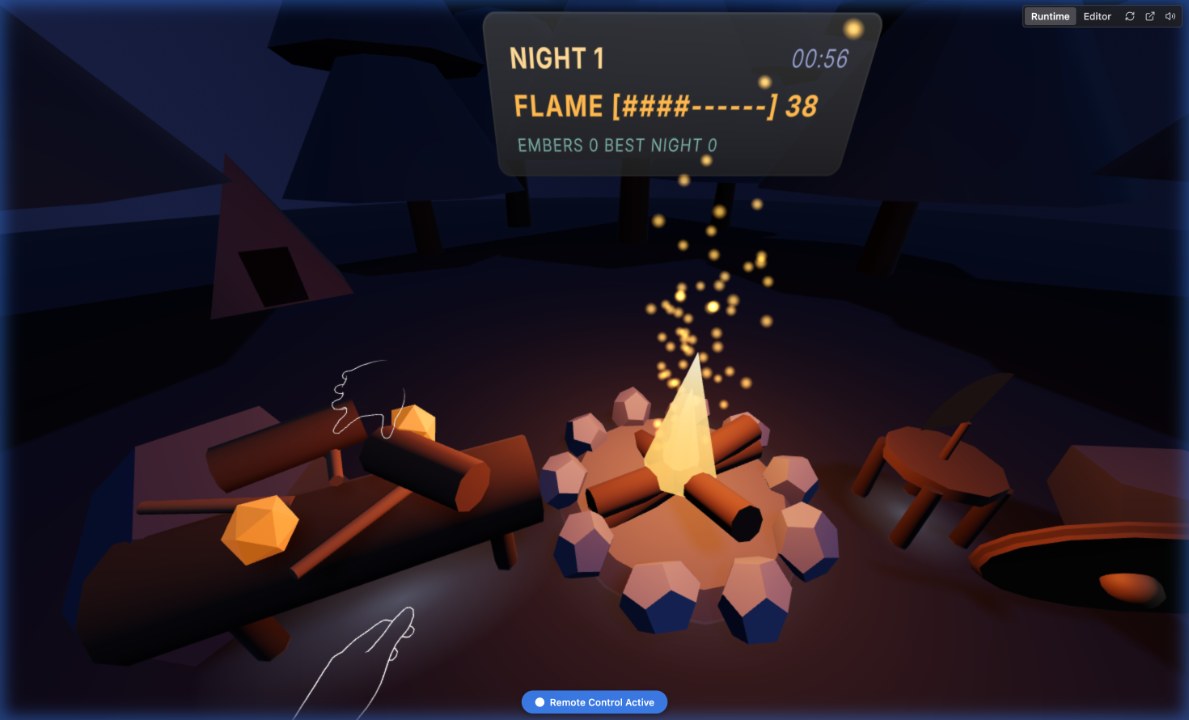 Runtime Editor
NIGHT 1 00:56
FLAME [####------] 38
EMBERS 0 BEST NIGHT 0
Remote Control Active